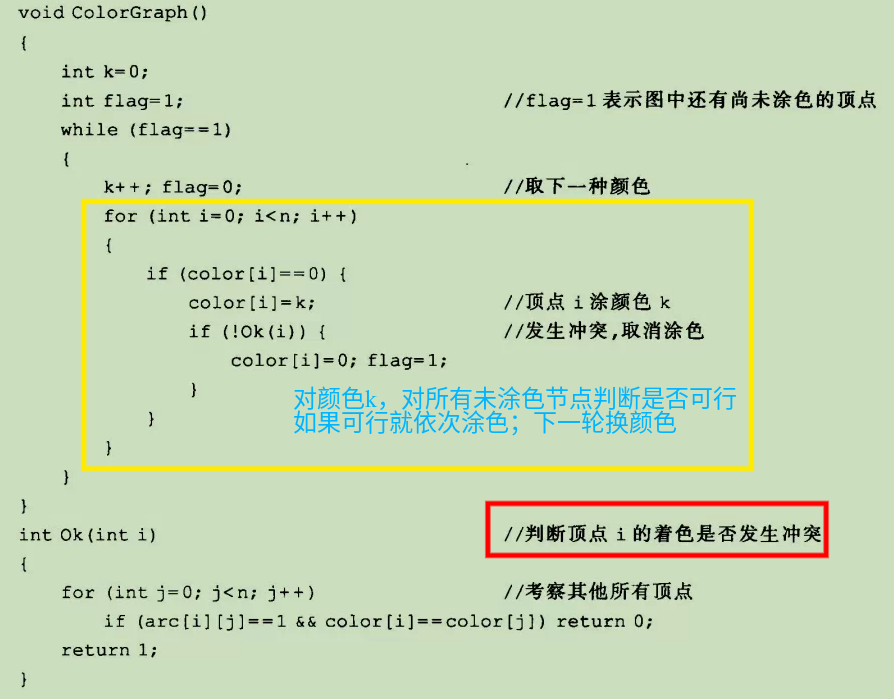 void ColorGraph()
{
int k=0;
int flag=1; //flag=1表示图中还有尚未涂色的顶点
while (flag==1)
{
k++; flag=0; //取下一种颜色
for (int i=0; i<n; i++)
{
if (color[i]==0) {
color[i]=k; //顶点 i 涂颜色 k
if (!Ok(i)) { //发生冲突,取消涂色
color[i]=0; flag=1;
}
对颜色k，对所有未涂色节点判断是否可行
}
如果可行就依次涂色；下一轮换颜色
}
}
}
int Ok(int i) //判断顶点 i 的着色是否发生冲突
{
for (int j=0; j<n; j++) //考察其他所有顶点
if (arc[i][j]==1 && color[i]==color[j]) return 0;
return 1;
}